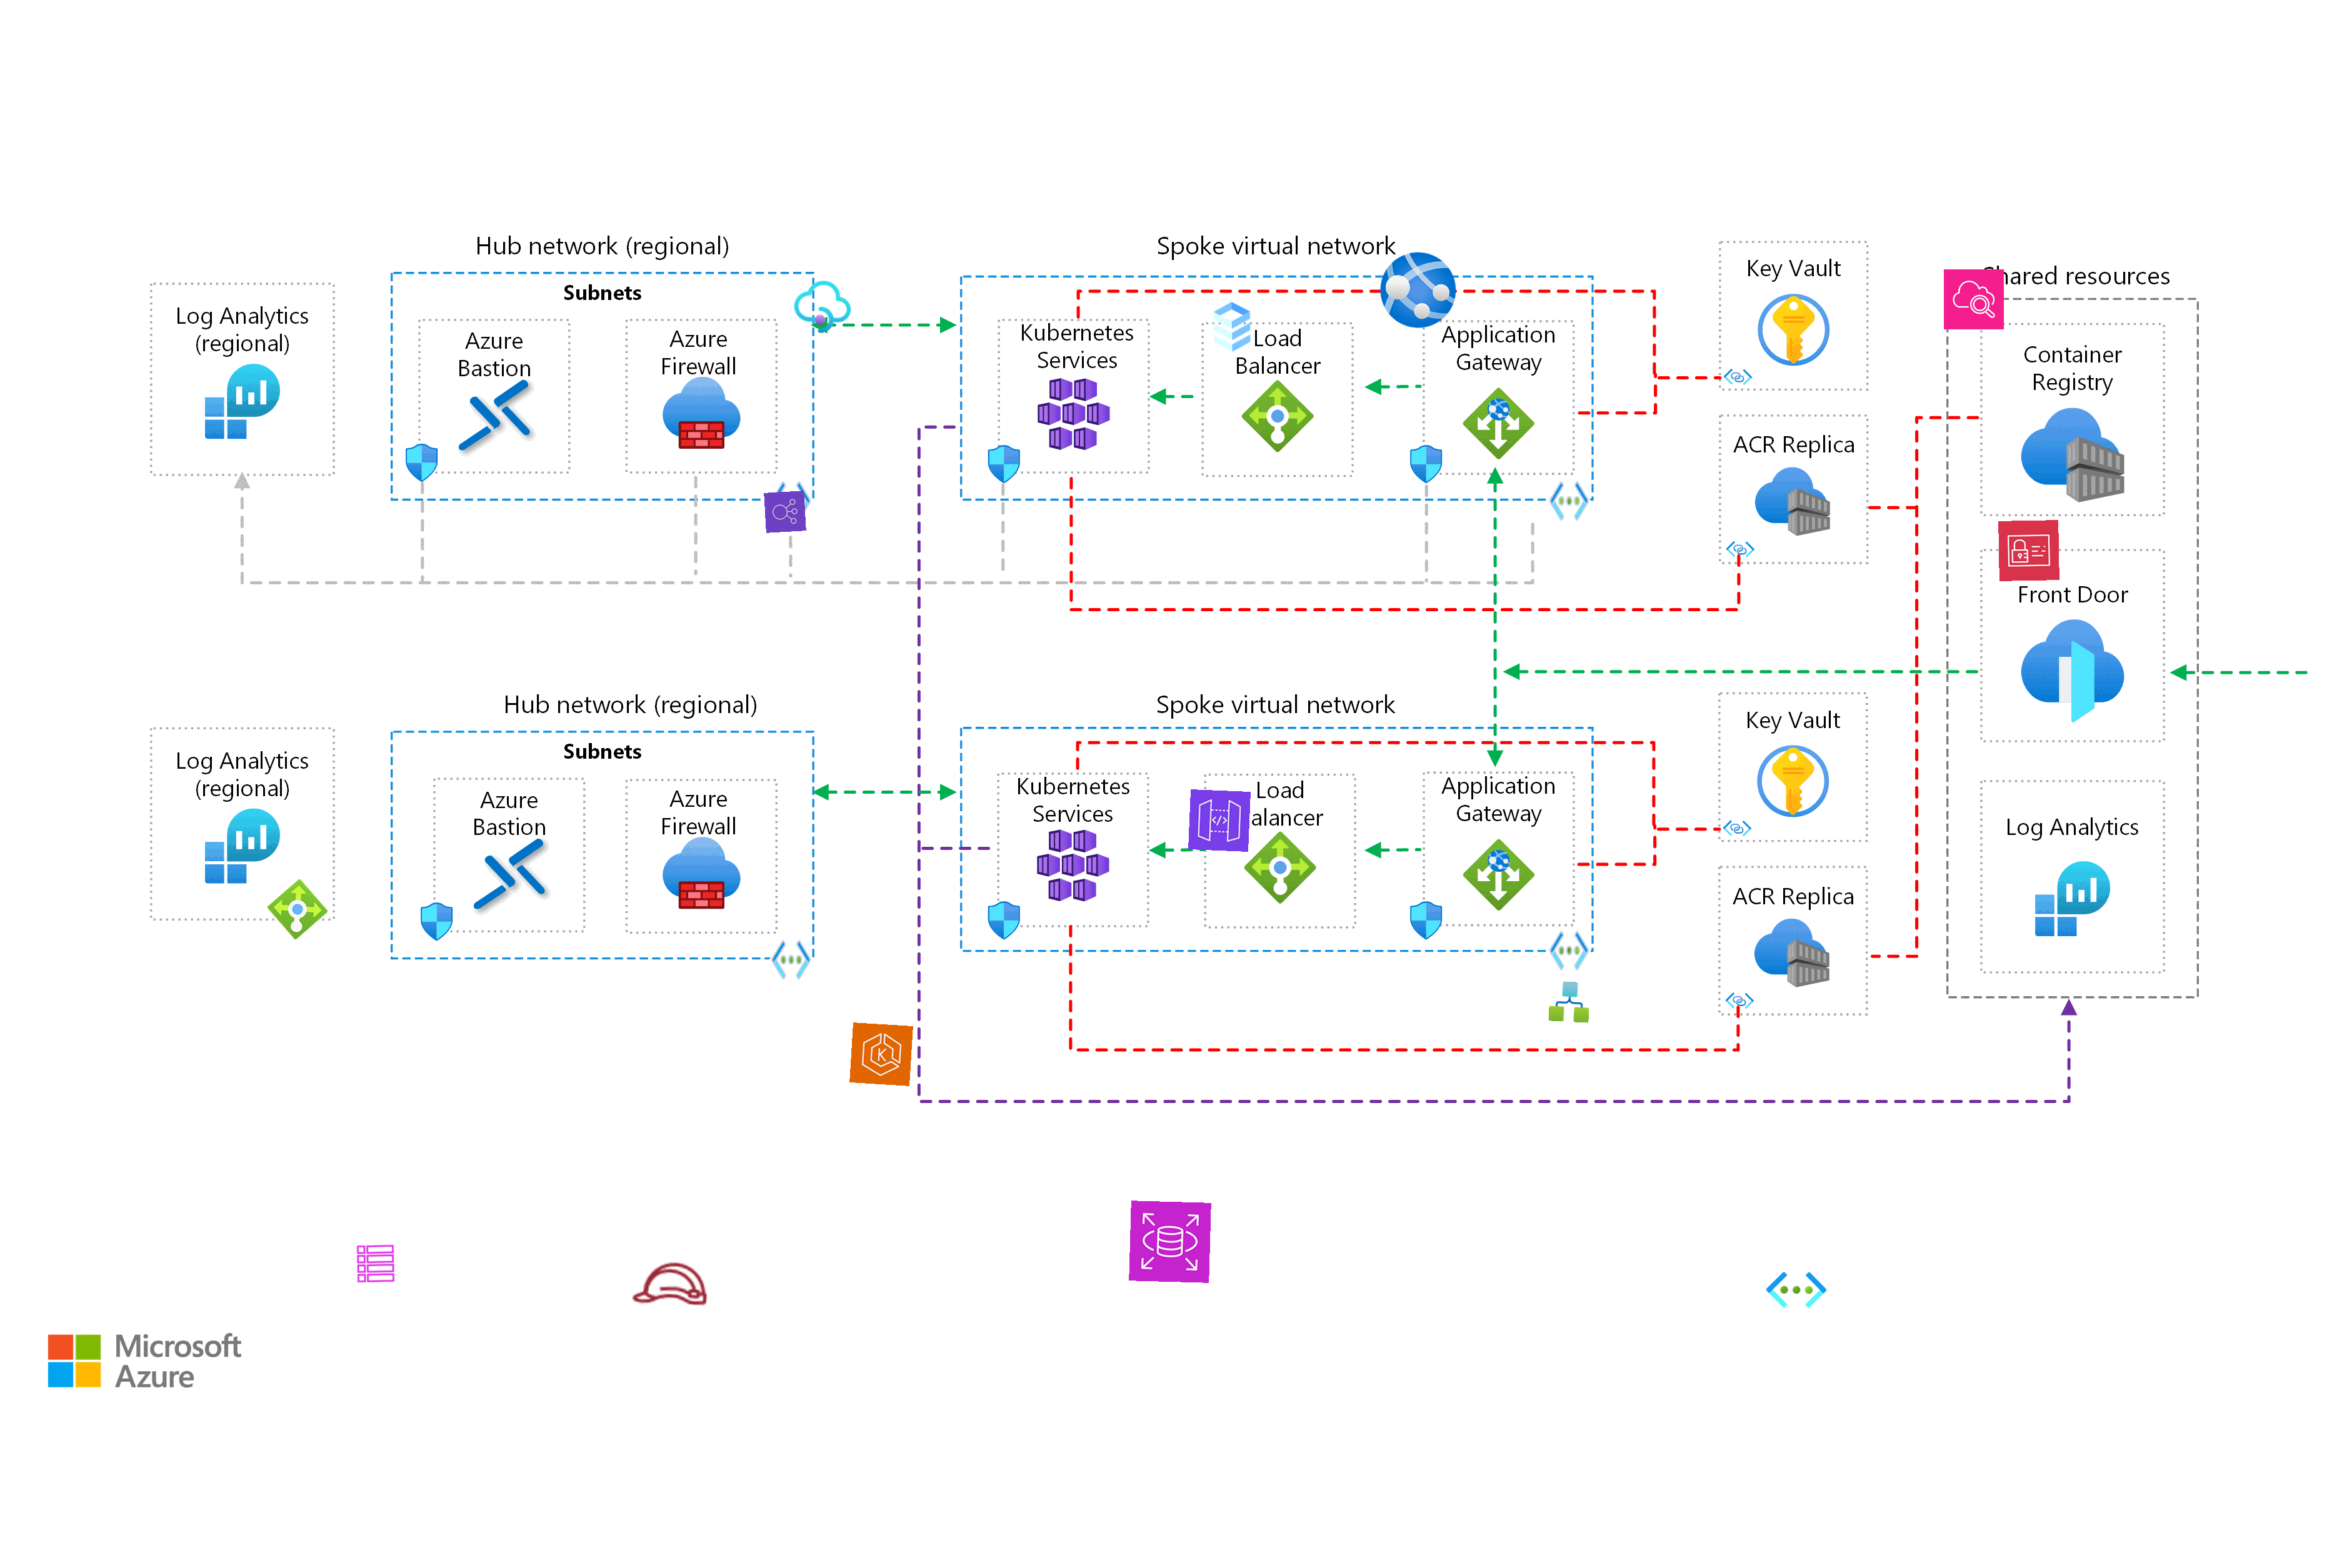 Hub network (regional)
Subnets
Log Analytics
(regional)
Azure
Bastion
Azure
Firewall
Spoke virtual network
Kubernetes
Services
Load
Balancer
Application
Gateway
Key Vault
ACR Replica
resources
Container
Registry
Front Door
Log Analytics
Hub network (regional)
Subnets
Log Analytics
(regional)
Azure
Bastion
Azure
Firewall
Spoke virtual network
Kubernetes
Services
Load
alancer
Application
Gateway
Key Vault
ACR Replica
K
Microsoft
Azure